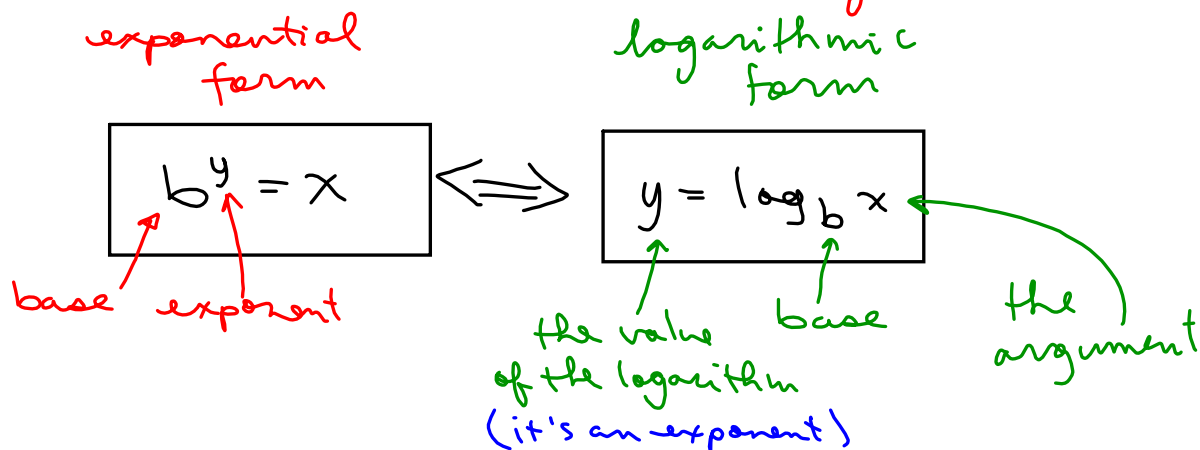 exponential
form
logarithmic
form
b^y = x
⟺
y = log_b x
base
exponent
the value
of the logarithm
(it's an exponent)
base
the
argument